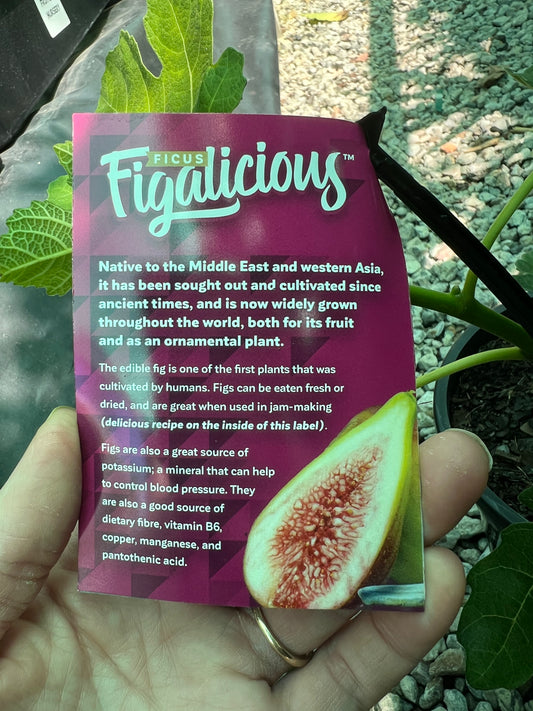 FICUS
Figalicious™
Native to the Middle East and western Asia,
it has been sought out and cultivated since
ancient times, and is now widely grown
throughout the world, both for its fruit
and as an ornamental plant.
The edible fig is one of the first plants that was
cultivated by humans. Figs can be eaten fresh or
dried, and are great when used in jam-making
(delicious recipe on the inside of this label).
Figs are also a great source of
potassium; a mineral that can help
to control blood pressure. They
are also a good source of
dietary fibre, vitamin B6,
copper, manganese, and
pantothenic acid.